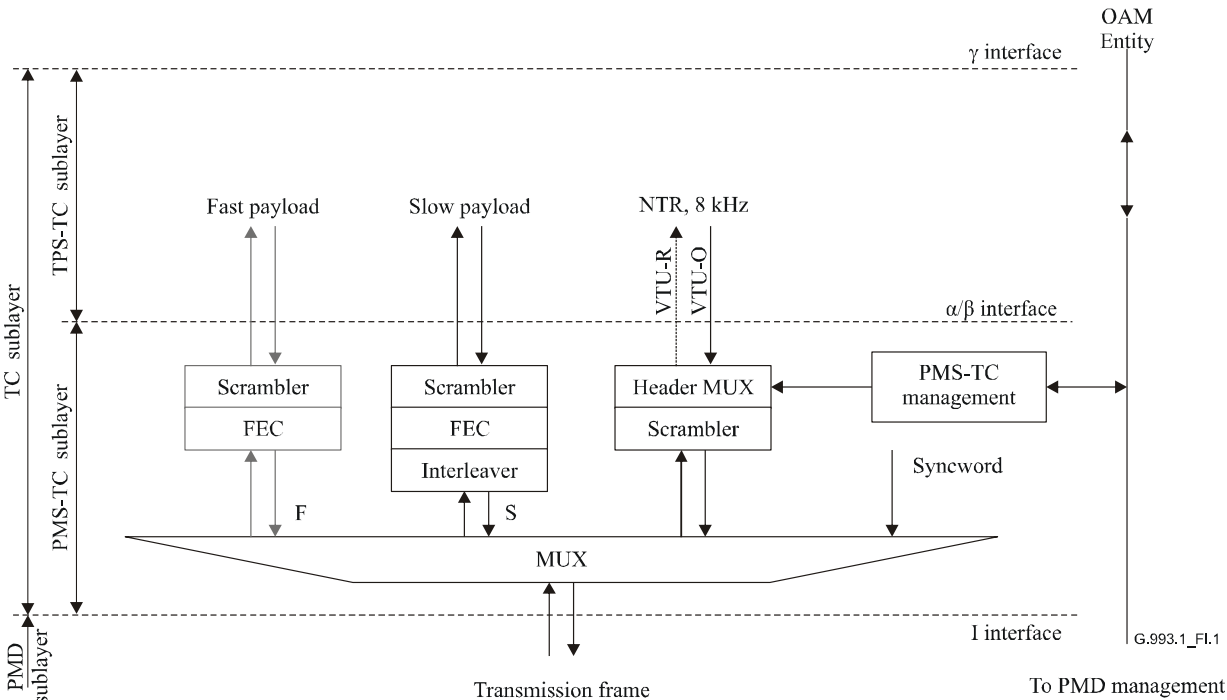 OAM
Entity
γ interface
TPS-TC sublayer
TC sublayer
Fast payload
Slow payload
NTR, 8 kHz
VTU-R
VTU-O
α/β interface
PMS-TC sublayer
Scrambler
FEC
Scrambler
FEC
Interleaver
Header MUX
Scrambler
PMS-TC
management
Syncword
F
S
MUX
I interface
PMD
sublayer
G.993.1_FI.1
Transmission frame
To PMD management